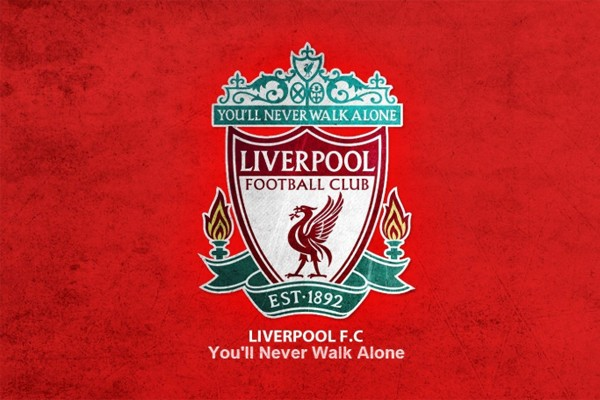 YOU'LL NEVER WALK ALONE
LIVERPOOL
FOOTBALL CLUB
EST·1892
LIVERPOOL F.C
You'll Never Walk Alone